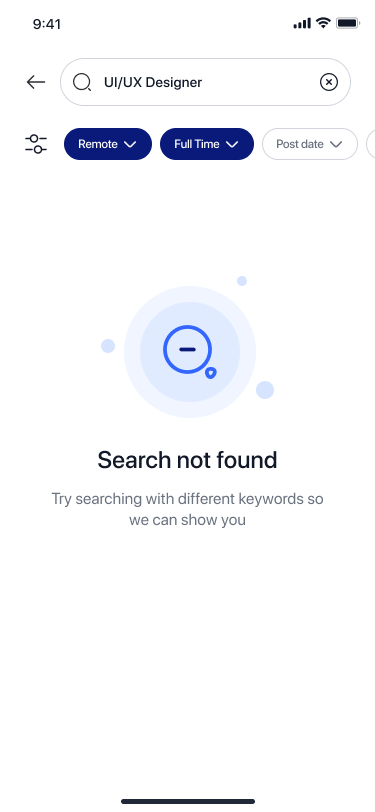 9:41
UI/UX Designer
Remote
Full Time
Post date
Search not found
Try searching with different keywords so
we can show you